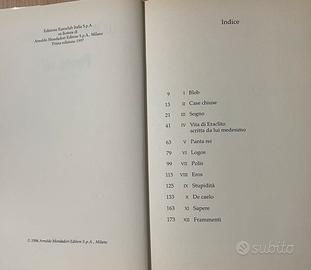 Edizione Euroclub Italia S.p.A.
su licenza di
Arnoldo Mondadori Editore S.p.A., Milano
Prima edizione 1997
© 1996 Arnoldo Mondadori Editore S.p.A., Milano
Indice
9 I Blob
13 II Case chiuse
21 III Sogno
41 IV Vita di Eraclito
scritta da lui medesimo
63 V Panta rei
79 VI Logos
99 VII Polis
113 VIII Eros
125 IX Stupidità
133 X De caelo
163 XI Sapere
173 XII Frammenti
subito